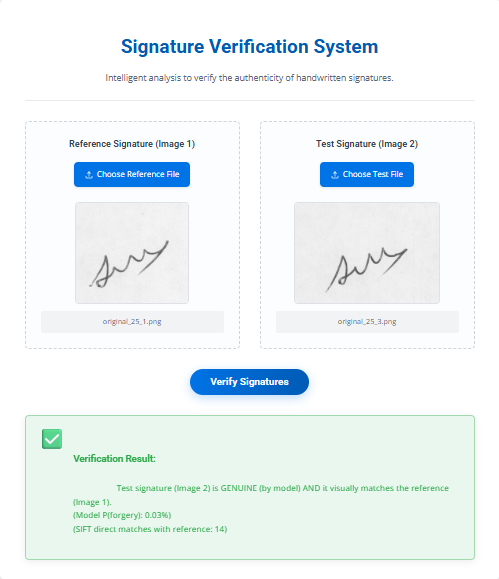 Signature Verification System
Intelligent analysis to verify the authenticity of handwritten signatures.
Reference Signature (Image 1)
Choose Reference File
original_25_1.png
Test Signature (Image 2)
Choose Test File
original_25_3.png
Verify Signatures
Verification Result:
Test signature (Image 2) is GENUINE (by model) AND it visually matches the reference
(Image 1).
(Model P(forgery): 0.03%)
(SIFT direct matches with reference: 14)